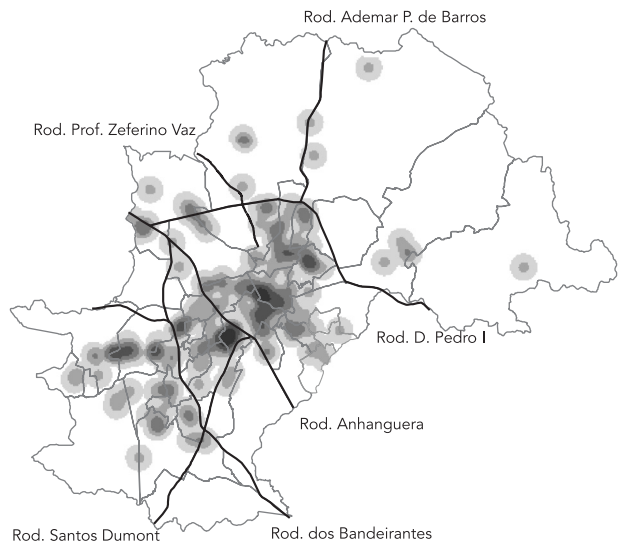 Rod. Ademar P. de Barros
Rod. Prof. Zeferino Vaz
Rod. D. Pedro I
Rod. Anhanguera
Rod. Santos Dumont
Rod. dos Bandeirantes